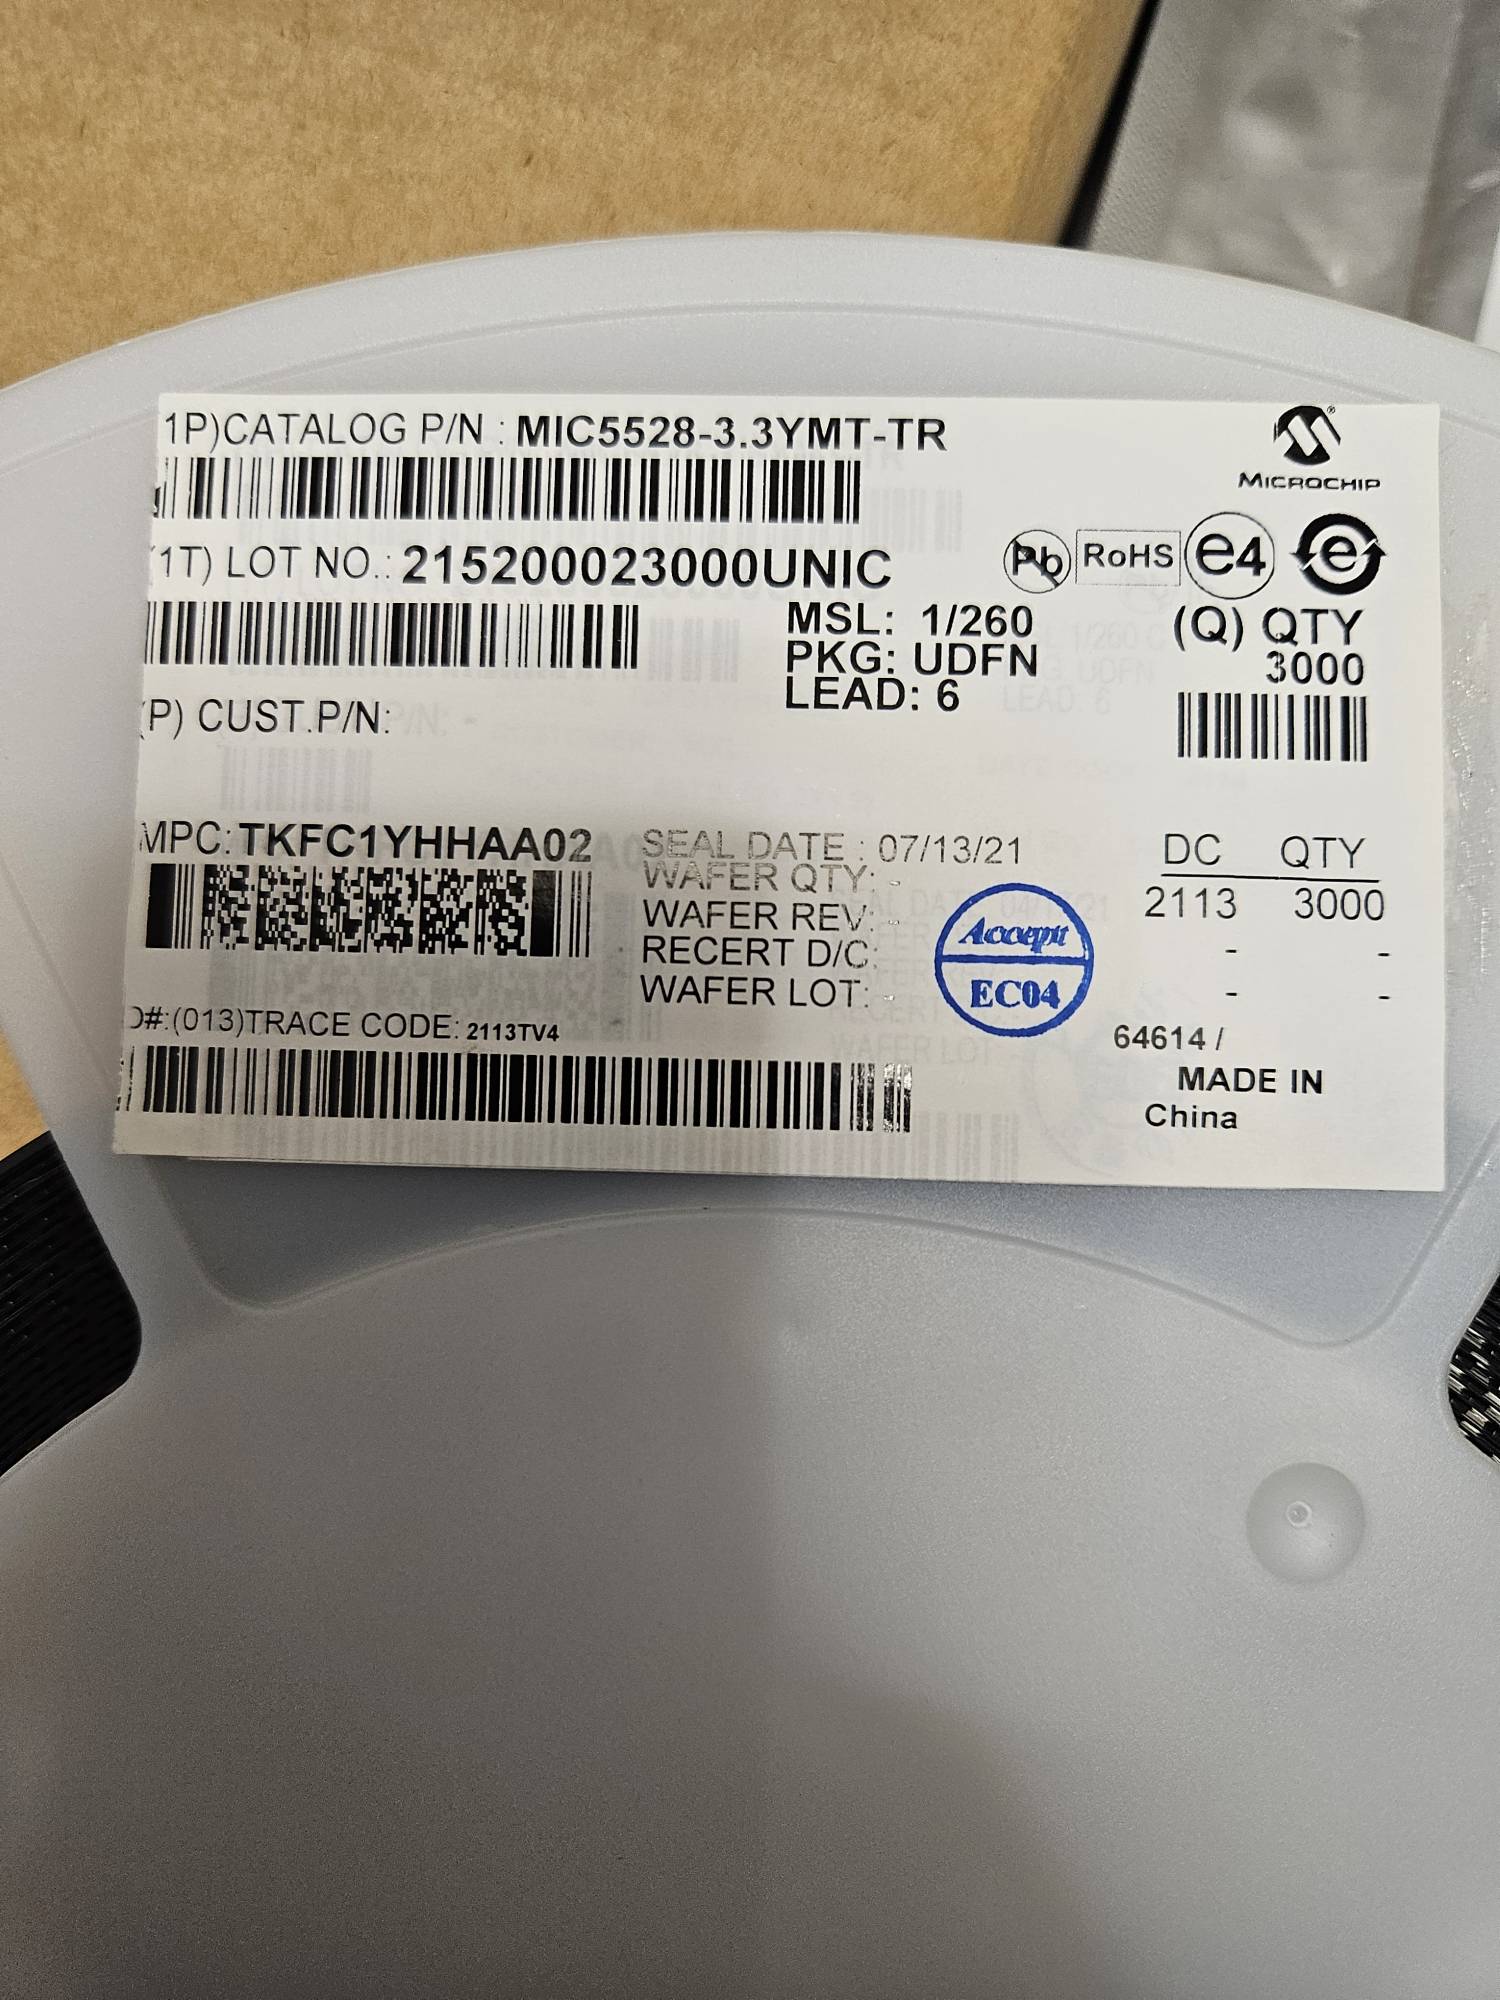 1P)CATALOG P/N : MIC5528-3.3YMT-TR
MICROCHIP
(1T) LOT NO.: 215200023000UNIC
Pb RoHS e4 e
MSL: 1/260
PKG: UDFN
LEAD: 6
(Q) QTY
3000
(P) CUST.P/N:
MPC: TKFC1YHHAA02
SEAL DATE : 07/13/21
WAFER QTY: -
WAFER REV: -
RECERT D/C:
WAFER LOT: -
Accept
EC04
DC QTY
2113 3000
- -
- -
D#:(013)TRACE CODE: 2113TV4
64614 /
MADE IN
China